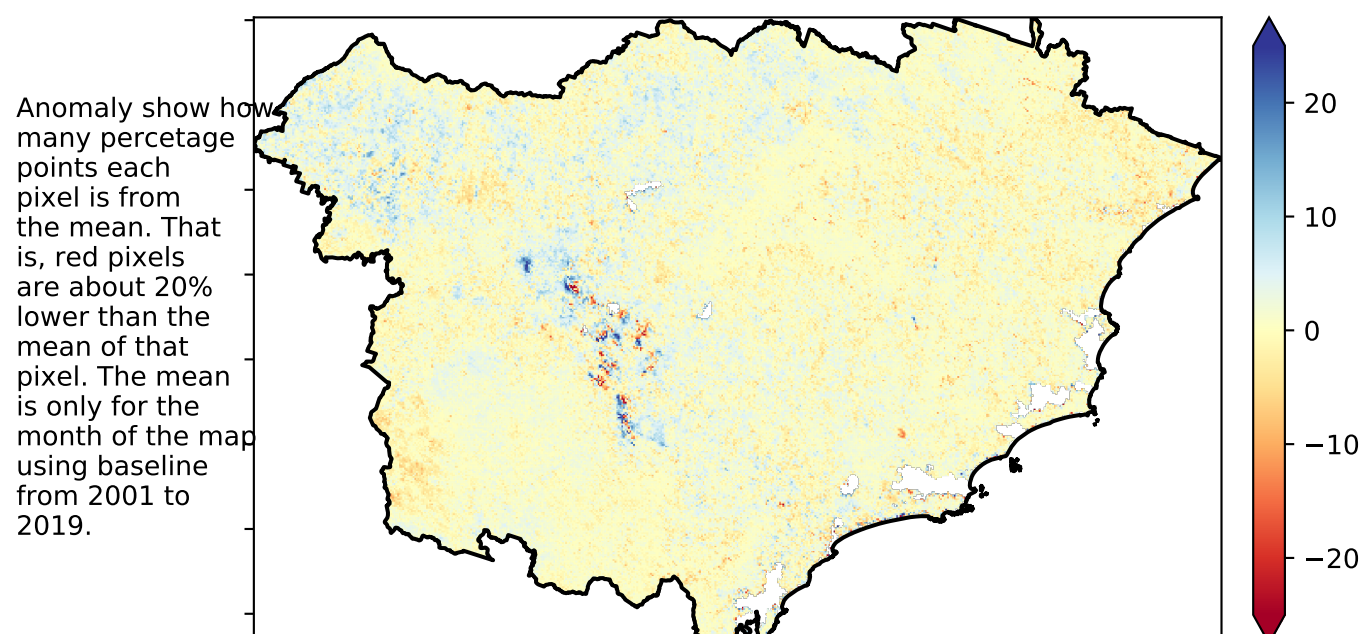 Anomaly show how
many percetage
points each
pixel is from
the mean. That
is, red pixels
are about 20%
lower than the
mean of that
pixel. The mean
is only for the
month of the map
using baseline
from 2001 to
2019.
20
10
0
−10
−20